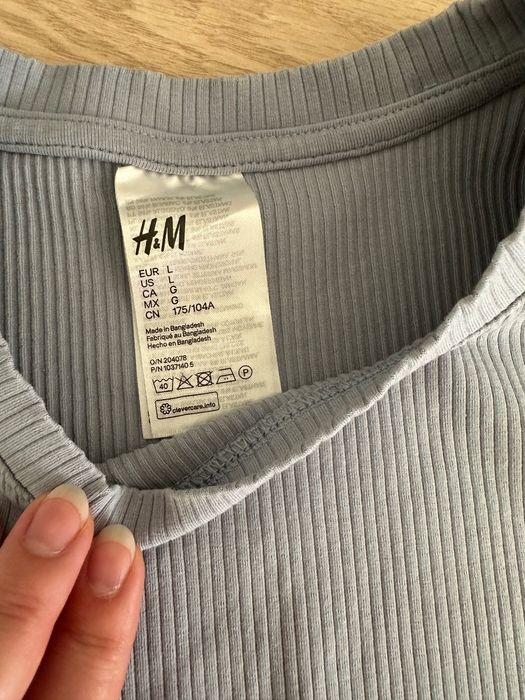 H&M
EUR L
US L
CA G
MX G
CN 175/104A
Made in Bangladesh
Fabriqué au Bangladesh
Hecho en Bangladesh
O/N 204078
P/N 1037140 5
40 P
clevercare.info